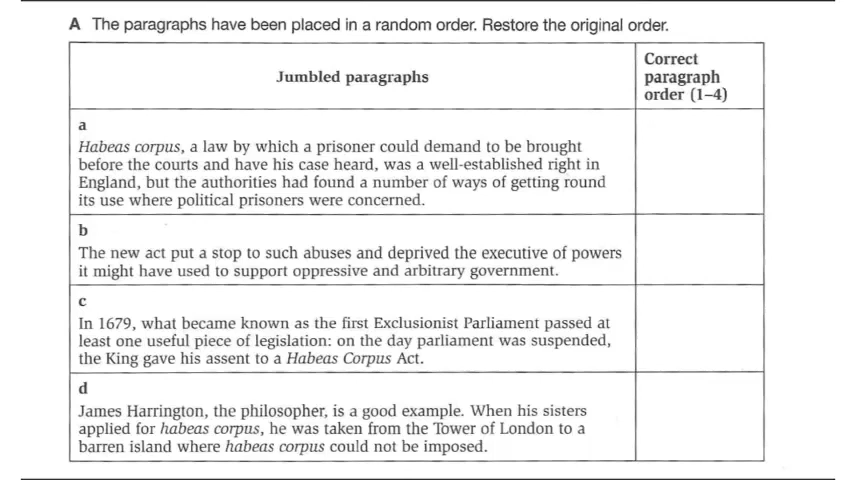 A The paragraphs have been placed in a random order. Restore the original order.
Jumbled paragraphs
Correct
paragraph
order (1–4)
a
Habeas corpus, a law by which a prisoner could demand to be brought
before the courts and have his case heard, was a well-established right in
England, but the authorities had found a number of ways of getting round
its use where political prisoners were concerned.
b
The new act put a stop to such abuses and deprived the executive of powers
it might have used to support oppressive and arbitrary government.
c
In 1679, what became known as the first Exclusionist Parliament passed at
least one useful piece of legislation: on the day parliament was suspended,
the King gave his assent to a Habeas Corpus Act.
d
James Harrington, the philosopher, is a good example. When his sisters
applied for habeas corpus, he was taken from the Tower of London to a
barren island where habeas corpus could not be imposed.